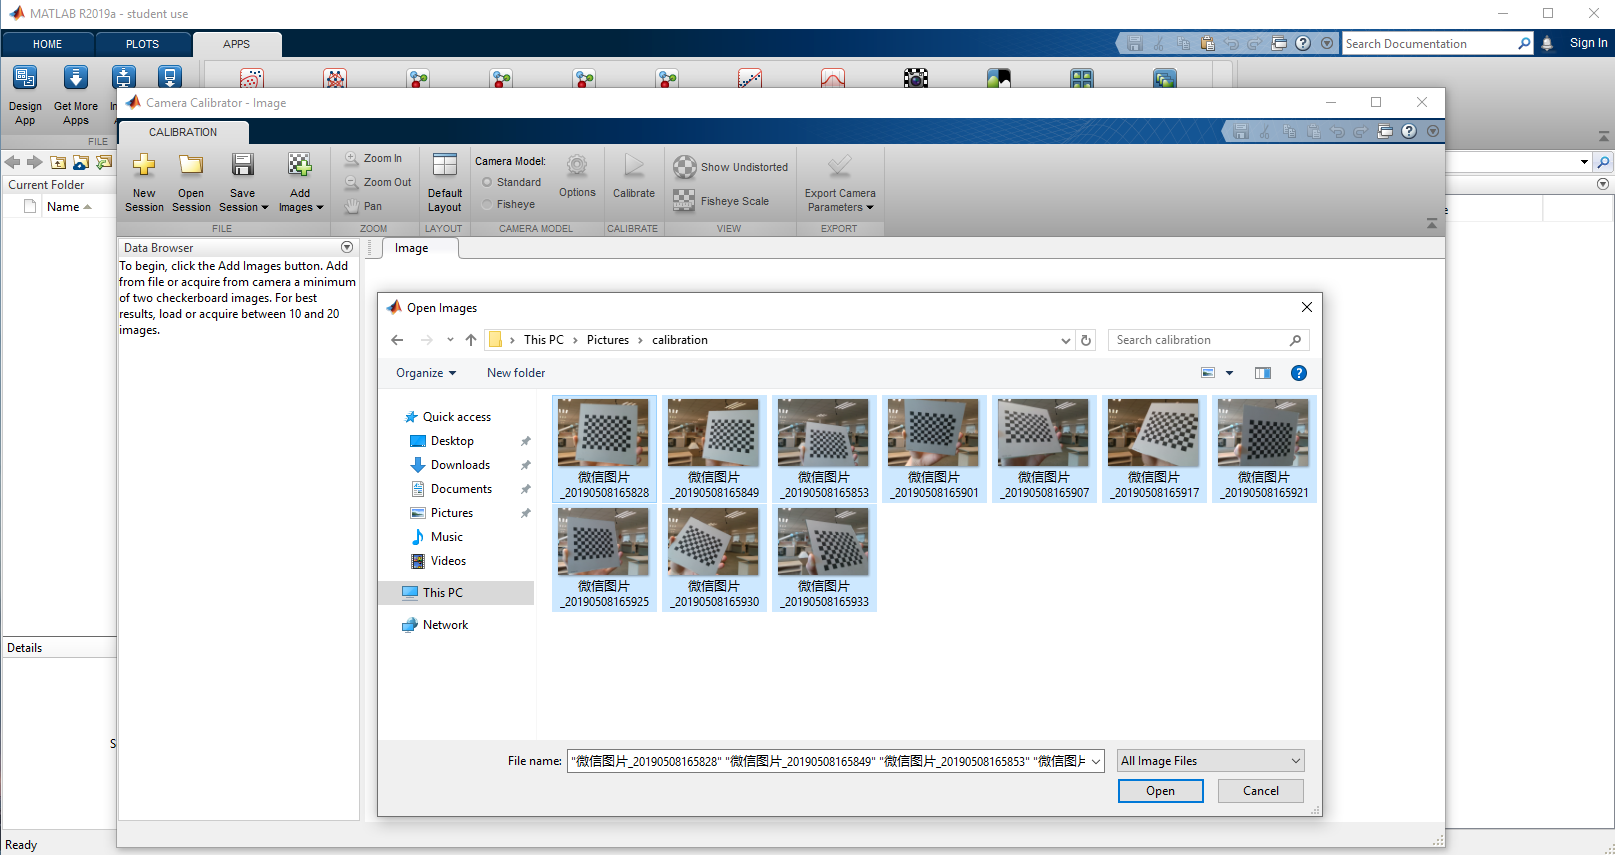 MATLAB R2019a - student use
HOME
PLOTS
APPS
Search Documentation
Sign In
Design App
Get More Apps
FILE
Camera Calibrator - Image
CALIBRATION
New Session
Open Session
Save Session
Add Images
Zoom In
Zoom Out
Pan
Default Layout
Camera Model:
Standard
Fisheye
Options
Calibrate
Show Undistorted
Fisheye Scale
Export Camera Parameters
FILE
ZOOM
LAYOUT
CAMERA MODEL
CALIBRATE
VIEW
EXPORT
Current Folder
Name
Data Browser
Image
To begin, click the Add Images button. Add
from file or acquire from camera a minimum
of two checkerboard images. For best
results, load or acquire between 10 and 20
images.
Open Images
This PC
Pictures
calibration
Search calibration
Organize
New folder
Quick access
Desktop
Downloads
Documents
Pictures
Music
Videos
This PC
Network
微信图片_20190508165828
微信图片_20190508165849
微信图片_20190508165853
微信图片_20190508165901
微信图片_20190508165907
微信图片_20190508165917
微信图片_20190508165921
微信图片_20190508165925
微信图片_20190508165930
微信图片_20190508165933
File name:
"微信图片_20190508165828" "微信图片_20190508165849" "微信图片_20190508165853" "微信图片
All Image Files
Open
Cancel
Details
Ready